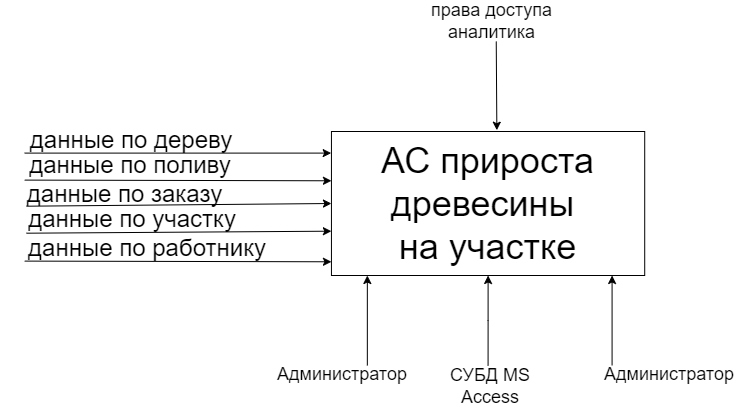 права доступа
аналитика
данные по дереву
данные по поливу
данные по заказу
данные по участку
данные по работнику
АС прироста
древесины
на участке
Администратор
СУБД MS
Access
Администратор